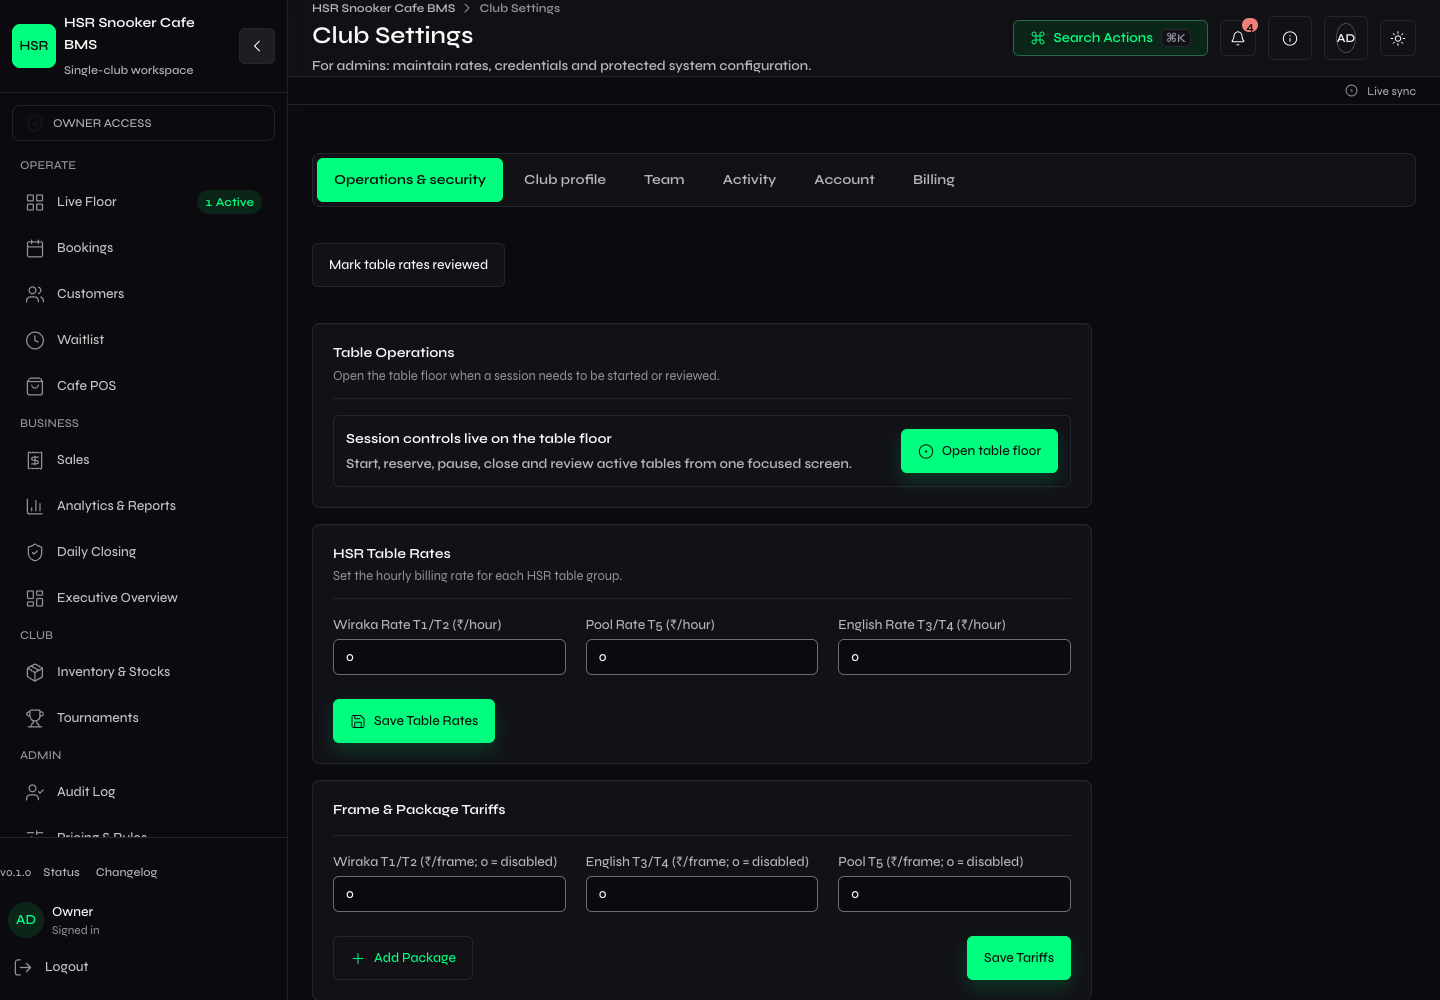 HSR
HSR Snooker Cafe
BMS
Single-club workspace
OWNER ACCESS
OPERATE
Live Floor
1 Active
Bookings
Customers
Waitlist
Cafe POS
BUSINESS
Sales
Analytics & Reports
Daily Closing
Executive Overview
CLUB
Inventory & Stocks
Tournaments
ADMIN
Audit Log
Pricing & Rules
v0.1.0 Status Changelog
AD
Owner
Signed in
Logout
HSR Snooker Cafe BMS > Club Settings
Club Settings
For admins: maintain rates, credentials and protected system configuration.
Search Actions ⌘K
4
AD
Live sync
Operations & security Club profile Team Activity Account Billing
Mark table rates reviewed
Table Operations
Open the table floor when a session needs to be started or reviewed.
Session controls live on the table floor
Start, reserve, pause, close and review active tables from one focused screen.
Open table floor
HSR Table Rates
Set the hourly billing rate for each HSR table group.
Wiraka Rate T1/T2 (₹/hour) Pool Rate T5 (₹/hour) English Rate T3/T4 (₹/hour)
0 0 0
Save Table Rates
Frame & Package Tariffs
Wiraka T1/T2 (₹/frame; 0 = disabled) English T3/T4 (₹/frame; 0 = disabled) Pool T5 (₹/frame; 0 = disabled)
0 0 0
Add Package
Save Tariffs